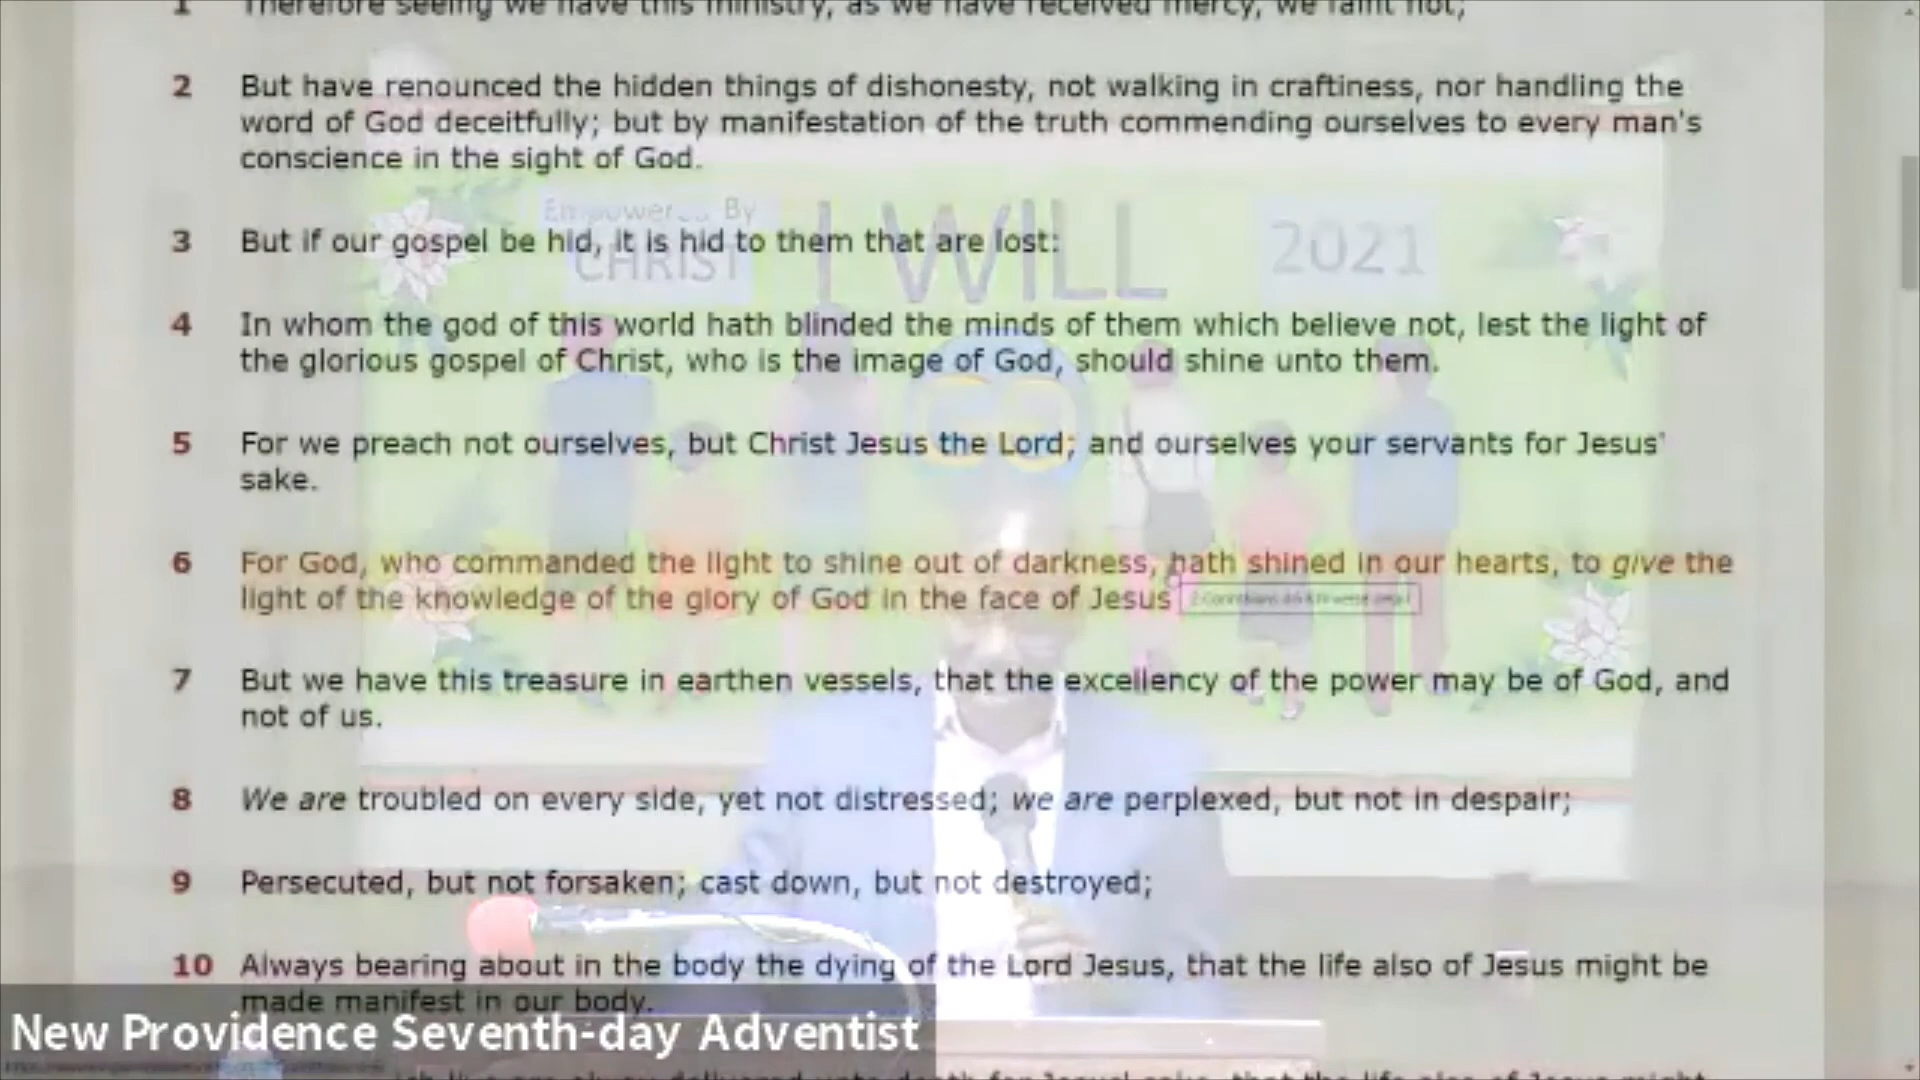 1 Therefore seeing we have this ministry, as we have received mercy, we faint not;
2 But have renounced the hidden things of dishonesty, not walking in craftiness, nor handling the
word of God deceitfully; but by manifestation of the truth commending ourselves to every man's
conscience in the sight of God.
Empowered By
CHRIST
I WILL
2021
3 But if our gospel be hid, it is hid to them that are lost:
4 In whom the god of this world hath blinded the minds of them which believe not, lest the light of
the glorious gospel of Christ, who is the image of God, should shine unto them.
5 For we preach not ourselves, but Christ Jesus the Lord; and ourselves your servants for Jesus'
sake.
6 For God, who commanded the light to shine out of darkness, hath shined in our hearts, to give the
light of the knowledge of the glory of God in the face of Jesus
7 But we have this treasure in earthen vessels, that the excellency of the power may be of God, and
not of us.
8 We are troubled on every side, yet not distressed; we are perplexed, but not in despair;
9 Persecuted, but not forsaken; cast down, but not destroyed;
10 Always bearing about in the body the dying of the Lord Jesus, that the life also of Jesus might be
made manifest in our body.
New Providence Seventh-day Adventist